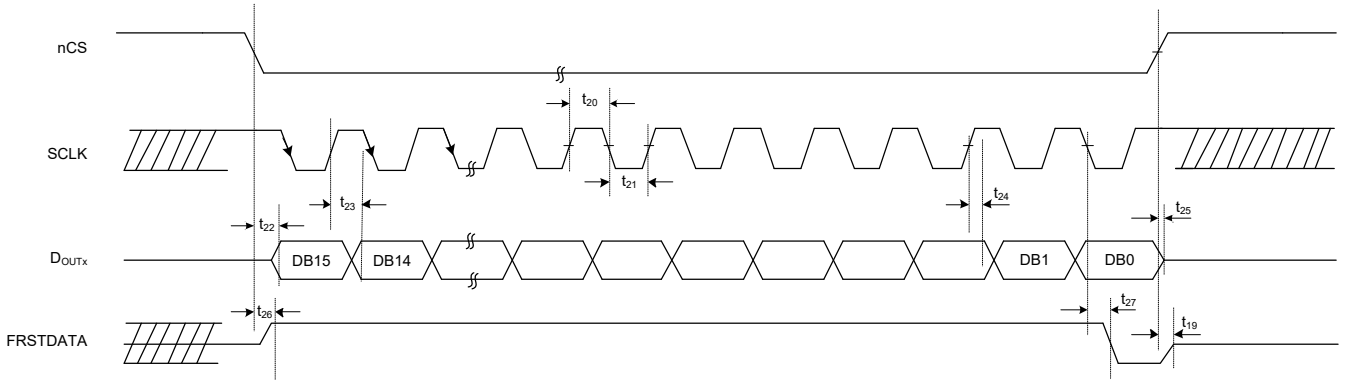 nCS
t20
SCLK
t21
t23
t24
t22
t25
DOUTx
DB15
DB14
DB1
DB0
t26
t27
t19
FRSTDATA